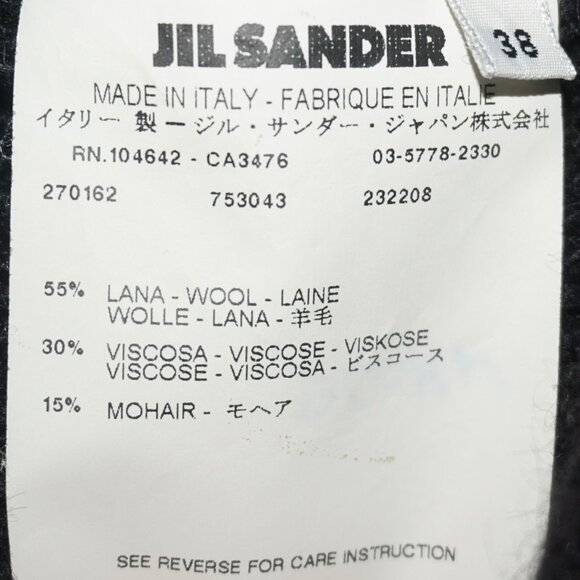 JIL SANDER
38
MADE IN ITALY - FABRIQUE EN ITALIE
イタリー 製 ー ジル・サンダー・ジャパン株式会社
RN.104642 - CA3476 03-5778-2330
270162 753043 232208
55% LANA - WOOL - LAINE
WOLLE - LANA - 羊毛
30% VISCOSA - VISCOSE - VISKOSE
VISCOSE - VISCOSA - ビスコース
15% MOHAIR - モヘア
SEE REVERSE FOR CARE INSTRUCTION